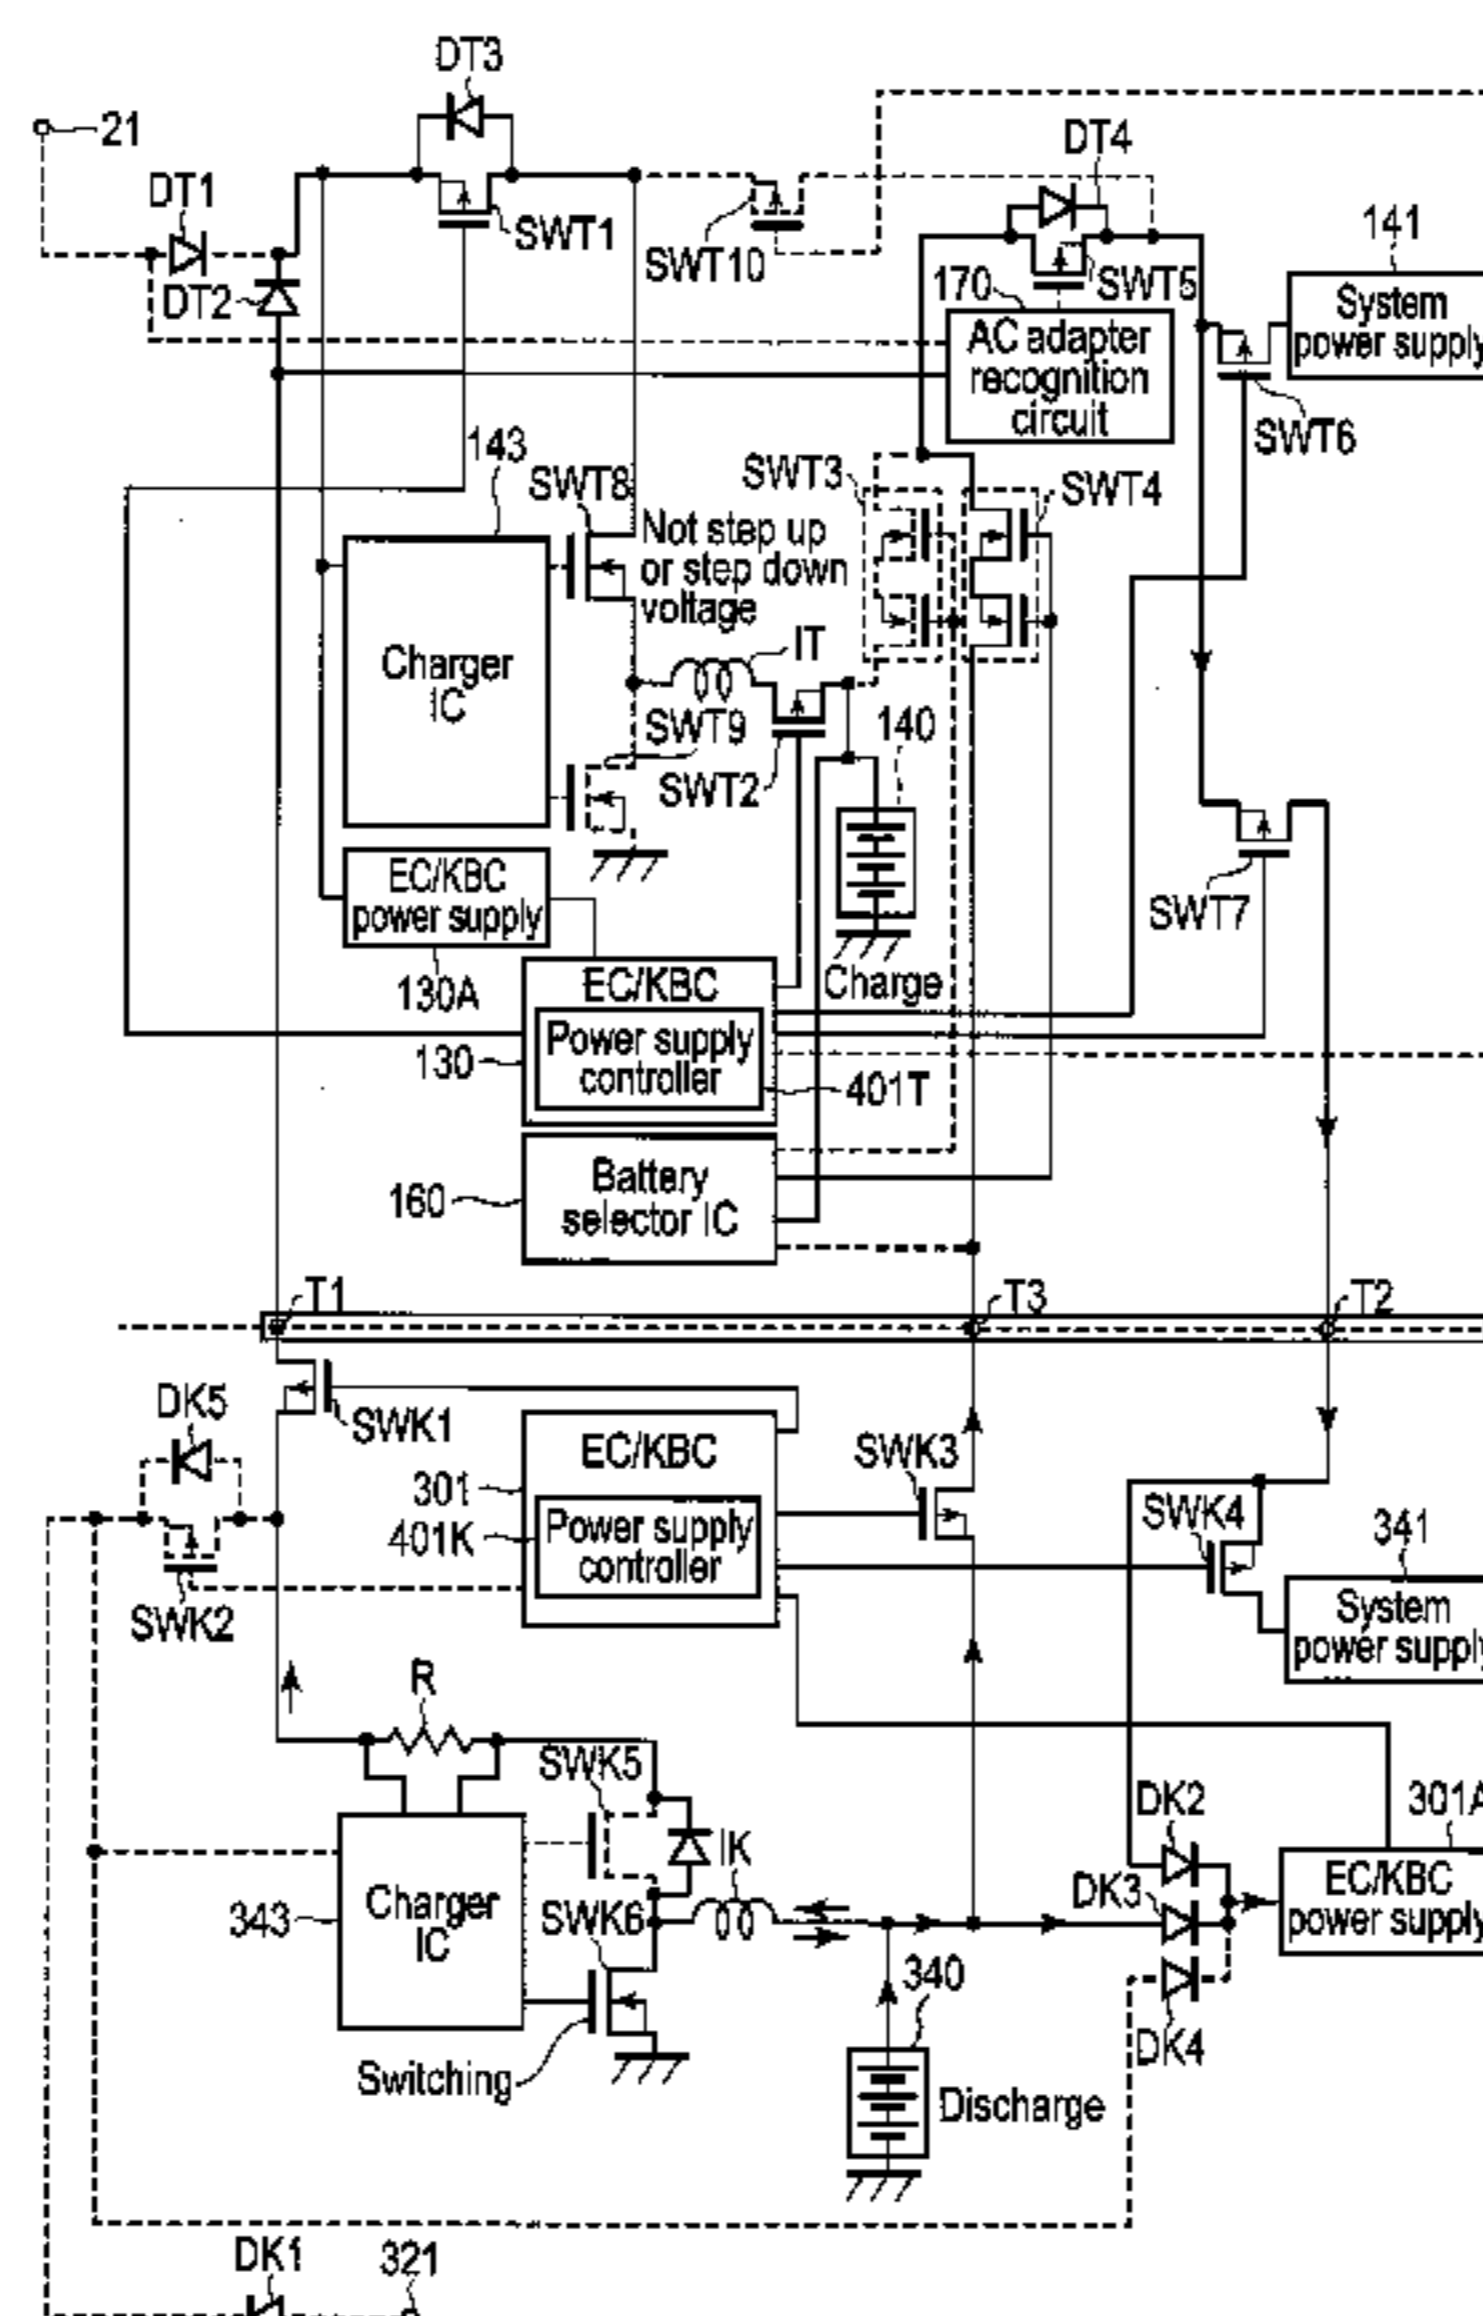 DT3
21
DT4
DT1
141
SWT1
SWT10
DT2
170
SWT5
System
power supply
AC adapter
recognition
circuit
SWT6
143
SWT8
SWT3
SWT4
Not step up
or step down
voltage
IT
Charger
IC
SWT9
140
SWT2
EC/KBC
power supply
SWT7
130A
EC/KBC
Charge
Power supply
controller
130
401T
Battery
selector IC
160
T1
T3
T2
DK5
SWK1
EC/KBC
SWK3
301
SWK4
341
401K
Power supply
controller
System
power supply
SWK2
R
SWK5
DK2
301A
IK
DK3
EC/KBC
power supply
Charger
IC
343
SWK6
340
DK4
Switching
Discharge
DK1
321